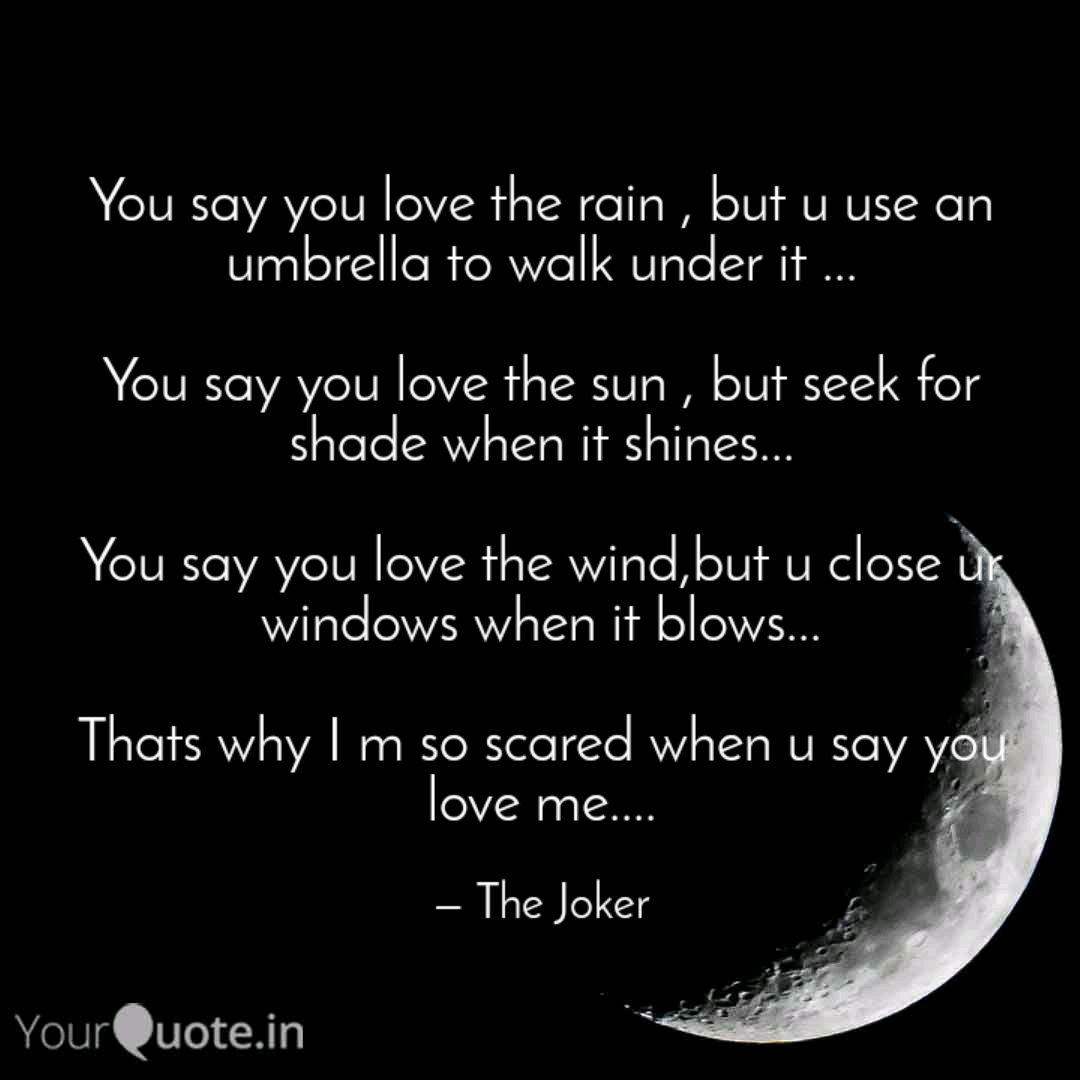 You say you love the rain , but u use an
umbrella to walk under it ...
You say you love the sun , but seek for
shade when it shines...
You say you love the wind,but u close ur
windows when it blows...
Thats why I m so scared when u say you
love me....
– The Joker
YourQuote.in